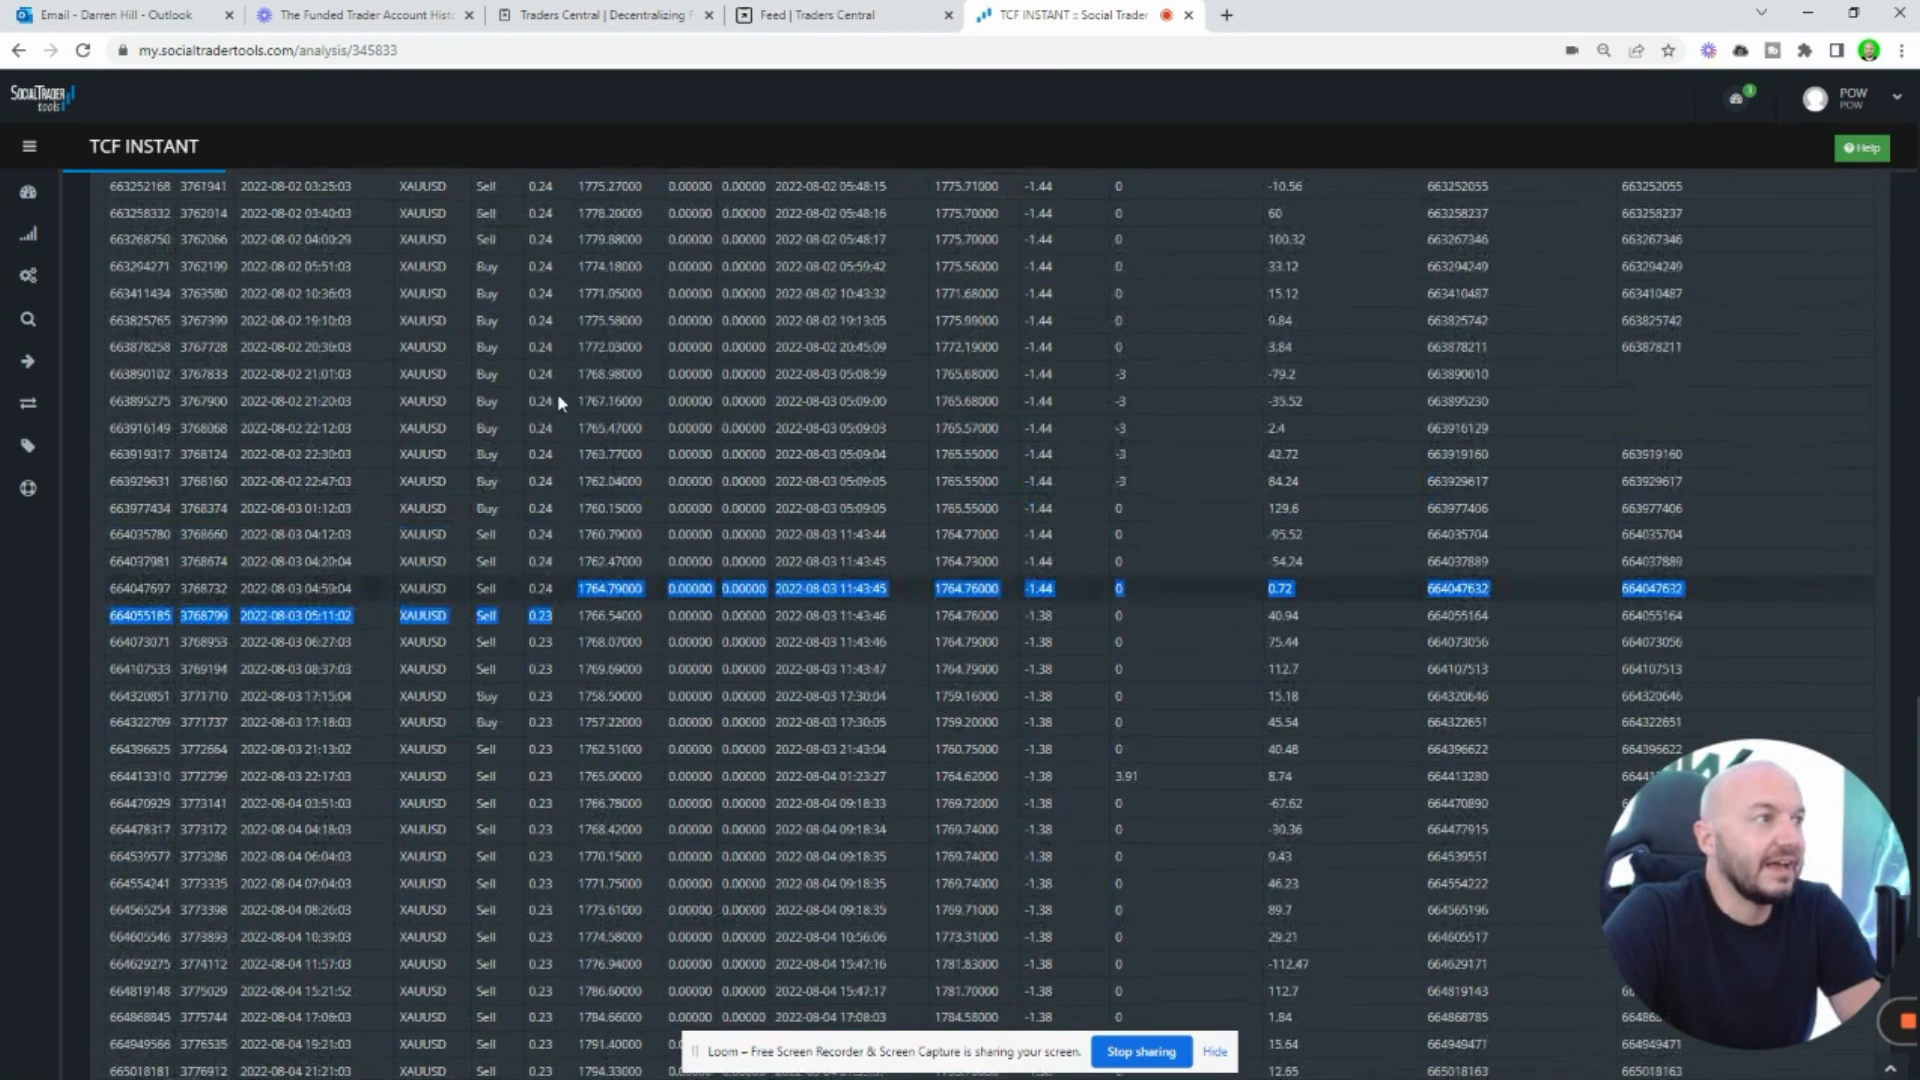 Email - Darren Hill - Outlook
The Funded Trader Account Hist
Traders Central | Decentralizing F
Feed | Traders Central
TCF INSTANT :: Social Trader
my.socialtradertools.com/analysis/345833
SOCIALTRADER tools
3
POW
POW
TCF INSTANT
Help
663252168 3761941 2022-08-02 03:25:03 XAUUSD Sell 0.24 1775.27000 0.00000 0.00000 2022-08-02 05:48:15 1775.71000 -1.44 0 -10.56 663252055 663252055
663258332 3762014 2022-08-02 03:40:03 XAUUSD Sell 0.24 1778.20000 0.00000 0.00000 2022-08-02 05:48:16 1775.70000 -1.44 0 60 663258237 663258237
663268750 3762066 2022-08-02 04:00:29 XAUUSD Sell 0.24 1779.88000 0.00000 0.00000 2022-08-02 05:48:17 1775.70000 -1.44 0 100.32 663267346 663267346
663294271 3762199 2022-08-02 05:51:03 XAUUSD Buy 0.24 1774.18000 0.00000 0.00000 2022-08-02 05:59:42 1775.56000 -1.44 0 33.12 663294249 663294249
663411434 3763580 2022-08-02 10:36:03 XAUUSD Buy 0.24 1771.05000 0.00000 0.00000 2022-08-02 10:43:32 1771.68000 -1.44 0 15.12 663410487 663410487
663825765 3767399 2022-08-02 19:10:03 XAUUSD Buy 0.24 1775.58000 0.00000 0.00000 2022-08-02 19:13:05 1775.99000 -1.44 0 9.84 663825742 663825742
663878258 3767728 2022-08-02 20:36:03 XAUUSD Buy 0.24 1772.03000 0.00000 0.00000 2022-08-02 20:45:09 1772.19000 -1.44 0 3.84 663878211 663878211
663890102 3767833 2022-08-02 21:01:03 XAUUSD Buy 0.24 1768.98000 0.00000 0.00000 2022-08-03 05:08:59 1765.68000 -1.44 -3 -79.2 663890010
663895275 3767900 2022-08-02 21:20:03 XAUUSD Buy 0.24 1767.16000 0.00000 0.00000 2022-08-03 05:09:00 1765.68000 -1.44 -3 -35.52 663895230
663916149 3768068 2022-08-02 22:12:03 XAUUSD Buy 0.24 1765.47000 0.00000 0.00000 2022-08-03 05:09:03 1765.57000 -1.44 -3 2.4 663916129
663919317 3768124 2022-08-02 22:30:03 XAUUSD Buy 0.24 1763.77000 0.00000 0.00000 2022-08-03 05:09:04 1765.55000 -1.44 -3 42.72 663919160 663919160
663929631 3768160 2022-08-02 22:47:03 XAUUSD Buy 0.24 1762.04000 0.00000 0.00000 2022-08-03 05:09:05 1765.55000 -1.44 -3 84.24 663929617 663929617
663977434 3768374 2022-08-03 01:12:03 XAUUSD Buy 0.24 1760.15000 0.00000 0.00000 2022-08-03 05:09:05 1765.55000 -1.44 0 129.6 663977406 663977406
664035780 3768660 2022-08-03 04:12:03 XAUUSD Sell 0.24 1760.79000 0.00000 0.00000 2022-08-03 11:43:44 1764.77000 -1.44 0 -95.52 664035704 664035704
664037981 3768674 2022-08-03 04:20:04 XAUUSD Sell 0.24 1762.47000 0.00000 0.00000 2022-08-03 11:43:45 1764.73000 -1.44 0 -54.24 664037889 664037889
664047697 3768732 2022-08-03 04:59:04 XAUUSD Sell 0.24 1764.79000 0.00000 0.00000 2022-08-03 11:43:45 1764.76000 -1.44 0 0.72 664047632 664047632
664055185 3768799 2022-08-03 05:11:02 XAUUSD Sell 0.23 1766.54000 0.00000 0.00000 2022-08-03 11:43:46 1764.76000 -1.38 0 40.94 664055164 664055164
664073071 3768953 2022-08-03 06:27:03 XAUUSD Sell 0.23 1768.07000 0.00000 0.00000 2022-08-03 11:43:46 1764.79000 -1.38 0 75.44 664073056 664073056
664107533 3769194 2022-08-03 08:37:03 XAUUSD Sell 0.23 1769.69000 0.00000 0.00000 2022-08-03 11:43:47 1764.79000 -1.38 0 112.7 664107513 664107513
664320851 3771710 2022-08-03 17:15:04 XAUUSD Buy 0.23 1758.50000 0.00000 0.00000 2022-08-03 17:30:04 1759.16000 -1.38 0 15.18 664320646 664320646
664322709 3771737 2022-08-03 17:18:03 XAUUSD Buy 0.23 1757.22000 0.00000 0.00000 2022-08-03 17:30:05 1759.20000 -1.38 0 45.54 664322651 664322651
664396625 3772664 2022-08-03 21:13:02 XAUUSD Sell 0.23 1762.51000 0.00000 0.00000 2022-08-03 21:43:04 1760.75000 -1.38 0 40.48 664396622 664396622
664413310 3772799 2022-08-03 22:17:03 XAUUSD Sell 0.23 1765.00000 0.00000 0.00000 2022-08-04 01:23:27 1764.62000 -1.38 3.91 8.74 664413280
664470929 3773141 2022-08-04 03:51:03 XAUUSD Sell 0.23 1766.78000 0.00000 0.00000 2022-08-04 09:18:33 1769.72000 -1.38 0 -67.62 664470890
664478317 3773172 2022-08-04 04:18:03 XAUUSD Sell 0.23 1768.42000 0.00000 0.00000 2022-08-04 09:18:34 1769.74000 -1.38 0 -30.36 664477915
664539577 3773286 2022-08-04 06:04:03 XAUUSD Sell 0.23 1770.15000 0.00000 0.00000 2022-08-04 09:18:35 1769.74000 -1.38 0 9.43 664539551
664554241 3773335 2022-08-04 07:04:03 XAUUSD Sell 0.23 1771.75000 0.00000 0.00000 2022-08-04 09:18:35 1769.74000 -1.38 0 46.23 664554222
664565254 3773398 2022-08-04 08:26:03 XAUUSD Sell 0.23 1773.61000 0.00000 0.00000 2022-08-04 09:18:35 1769.71000 -1.38 0 89.7 664565196
664605546 3773893 2022-08-04 10:39:03 XAUUSD Sell 0.23 1774.58000 0.00000 0.00000 2022-08-04 10:56:06 1773.31000 -1.38 0 29.21 664605517
664629275 3774112 2022-08-04 11:57:03 XAUUSD Sell 0.23 1776.94000 0.00000 0.00000 2022-08-04 15:47:16 1781.83000 -1.38 0 -112.47 664629171
664819148 3775029 2022-08-04 15:21:52 XAUUSD Sell 0.23 1786.60000 0.00000 0.00000 2022-08-04 15:47:17 1781.70000 -1.38 0 112.7 664819143
664868845 3775744 2022-08-04 17:06:03 XAUUSD Sell 0.23 1784.66000 0.00000 0.00000 2022-08-04 17:08:03 1784.58000 -1.38 0 1.84 664868785
664949566 3776535 2022-08-04 19:21:03 XAUUSD Sell 0.23 1791.40000 15.64 664949471 664949471
665018181 3776912 2022-08-04 21:21:03 XAUUSD Sell 0.23 1794.33000 12.65 665018163 665018163
Loom – Free Screen Recorder & Screen Capture is sharing your screen.
Stop sharing
Hide